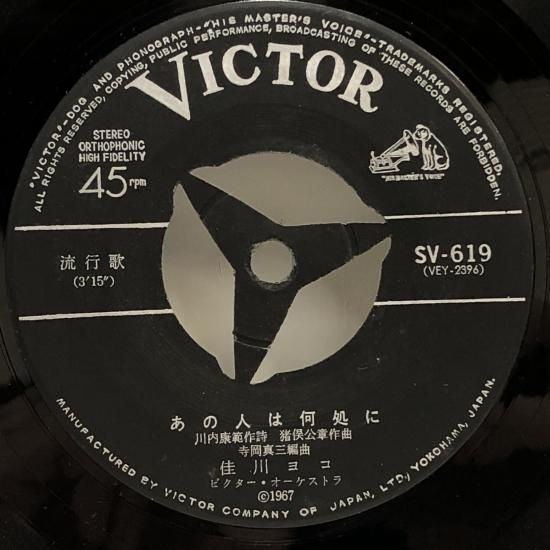 "VICTOR"-DOG AND PHONOGRAPH-"HIS MASTER'S VOICE"-TRADEMARKS REGISTERED.
ALL RIGHTS RESERVED, COPYING, PUBLIC PERFORMANCE, BROADCASTING OF THESE RECORDS ARE FORBIDDEN.
VICTOR
STEREO
ORTHOPHONIC
HIGH FIDELITY
45 rpm
"HIS MASTER'S VOICE"
流行歌
(3'15")
SV-619
(VEY-2396)
あの人は何処に
川内康範作詩 猪俣公章作曲
寺岡真三編曲
佳川ヨコ
ビクター・オーケストラ
©1967
MANUFACTURED BY VICTOR COMPANY OF JAPAN, LTD, YOKOHAMA, JAPAN.